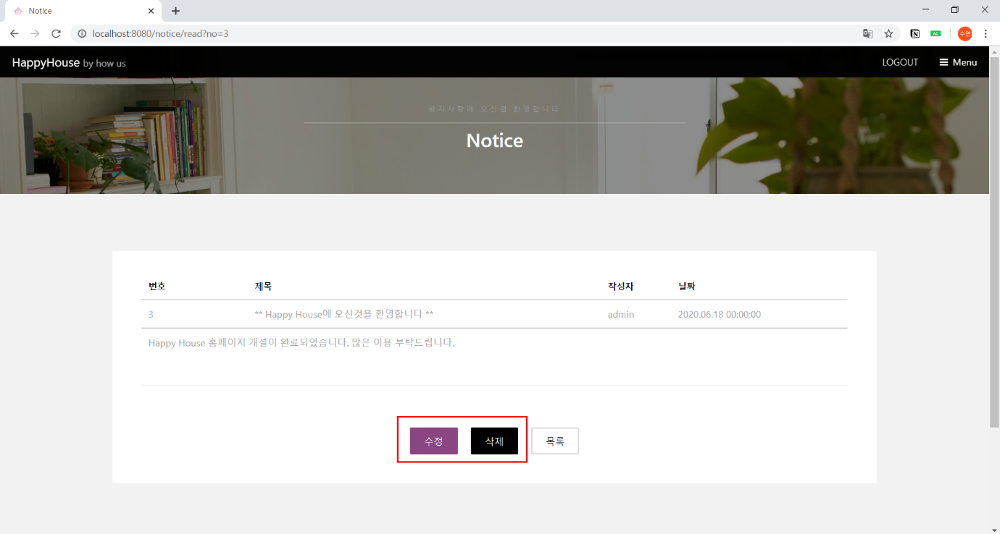 Notice
localhost:8080/notice/read?no=3
AC
수연
HappyHouse by how us
LOGOUT
Menu
공지사항에 오신걸 환영합니다
Notice
번호 제목 작성자 날짜
3 ** Happy House에 오신것을 환영합니다 ** admin 2020.06.18 00:00:00
Happy House 홈페이지 개설이 완료되었습니다. 많은 이용 부탁드립니다.
수정 삭제 목록